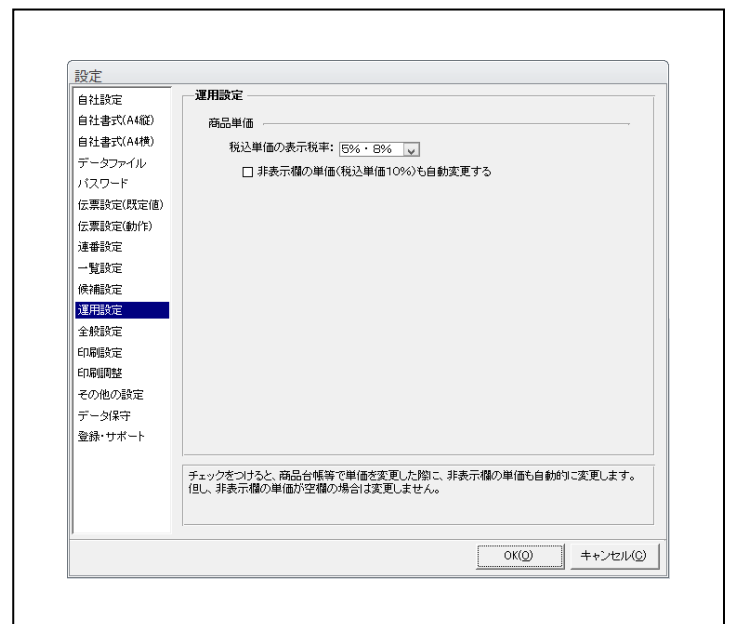 設定
自社設定
自社書式(A4縦)
自社書式(A4横)
データファイル
パスワード
伝票設定(既定値)
伝票設定(動作)
連番設定
一覧設定
候補設定
運用設定
全般設定
印刷設定
印刷調整
その他の設定
データ保守
登録・サポート
運用設定
商品単価
税込単価の表示税率: 5%・8%
非表示欄の単価(税込単価10%)も自動変更する
チェックをつけると、商品台帳等で単価を変更した際に、非表示欄の単価も自動的に変更します。
但し、非表示欄の単価が空欄の場合は変更しません。
OK(O)
キャンセル(C)